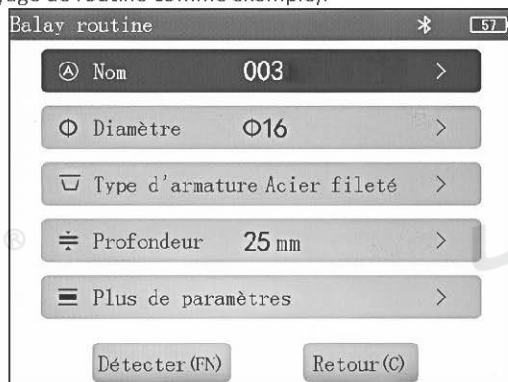 Balay routine 57
A Nom 003 >
Φ Diamètre Φ16 >
Type d'armature Acier fileté >
Profondeur 25 mm >
Plus de paramètres >
Détecter(FN) Retour(C)
®